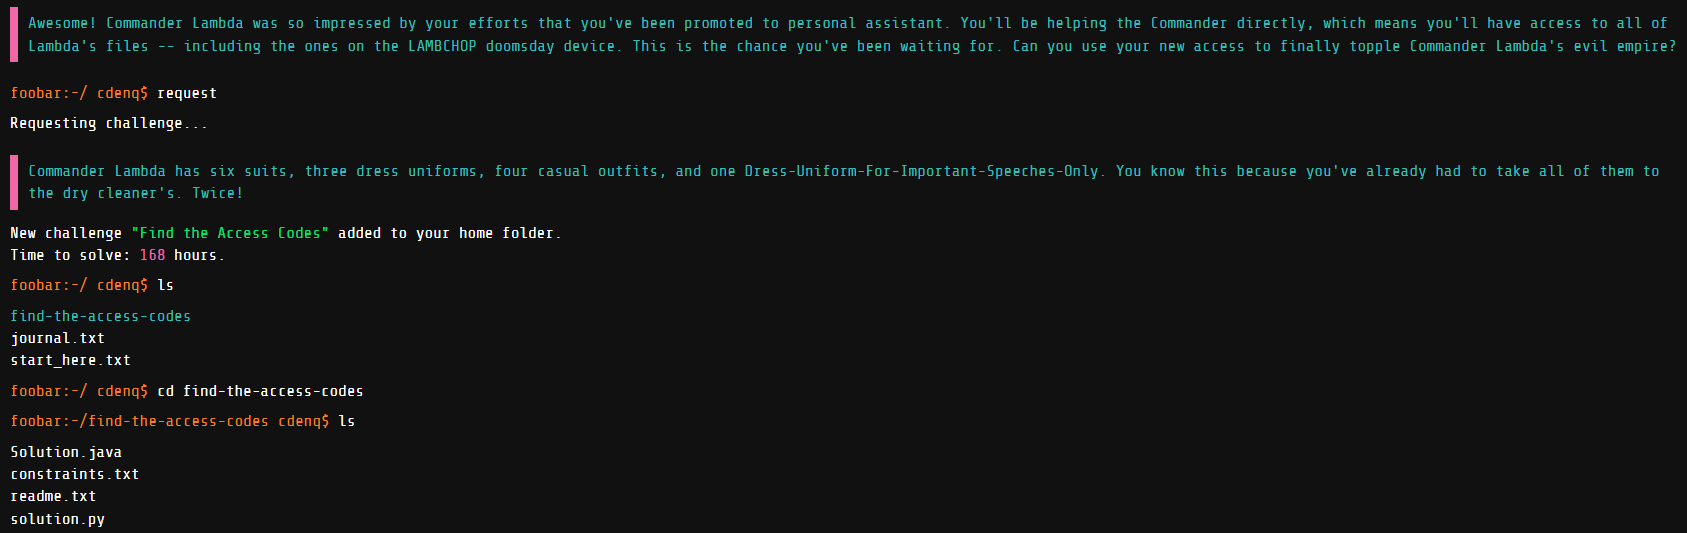 Awesome! Commander Lambda was so impressed by your efforts that you've been promoted to personal assistant. You'll be helping the Commander directly, which means you'll have access to all of
Lambda's files -- including the ones on the LAMBCHOP doomsday device. This is the chance you've been waiting for. Can you use your new access to finally topple Commander Lambda's evil empire?
foobar:~/ cdenq$ request
Requesting challenge...
Commander Lambda has six suits, three dress uniforms, four casual outfits, and one Dress-Uniform-For-Important-Speeches-Only. You know this because you've already had to take all of them to
the dry cleaner's. Twice!
New challenge "Find the Access Codes" added to your home folder.
Time to solve: 168 hours.
foobar:~/ cdenq$ ls
find-the-access-codes
journal.txt
start_here.txt
foobar:~/ cdenq$ cd find-the-access-codes
foobar:~/find-the-access-codes cdenq$ ls
Solution.java
constraints.txt
readme.txt
solution.py